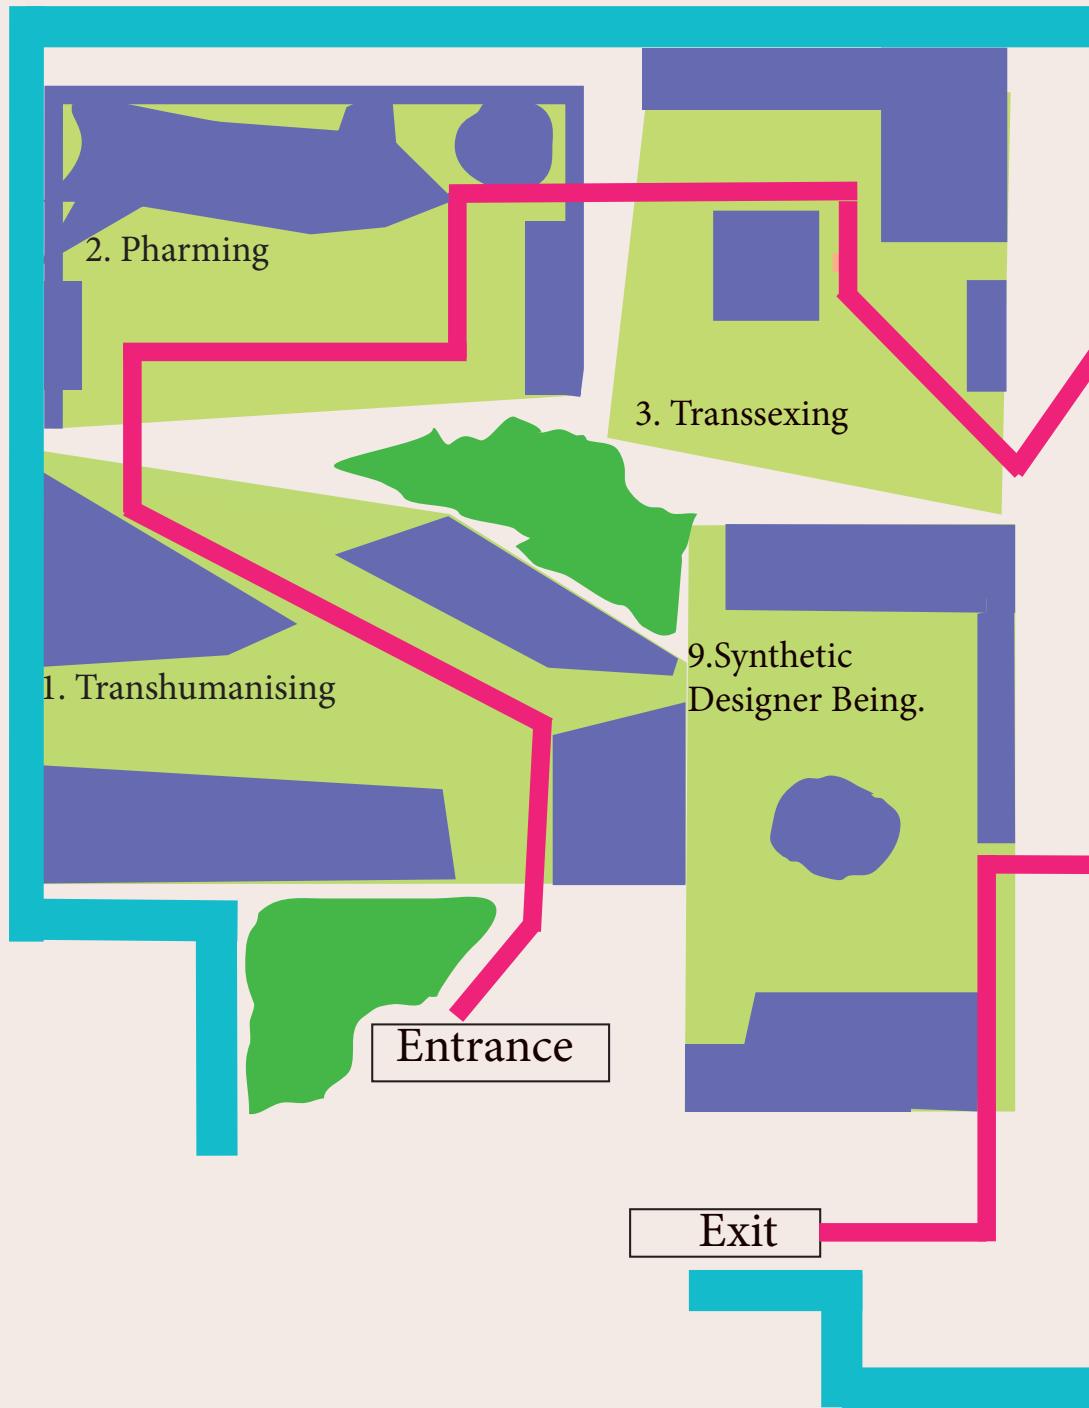 2. Pharming
3. Transsexing
1. Transhumanising
9.Synthetic
Designer Being.
Entrance
Exit